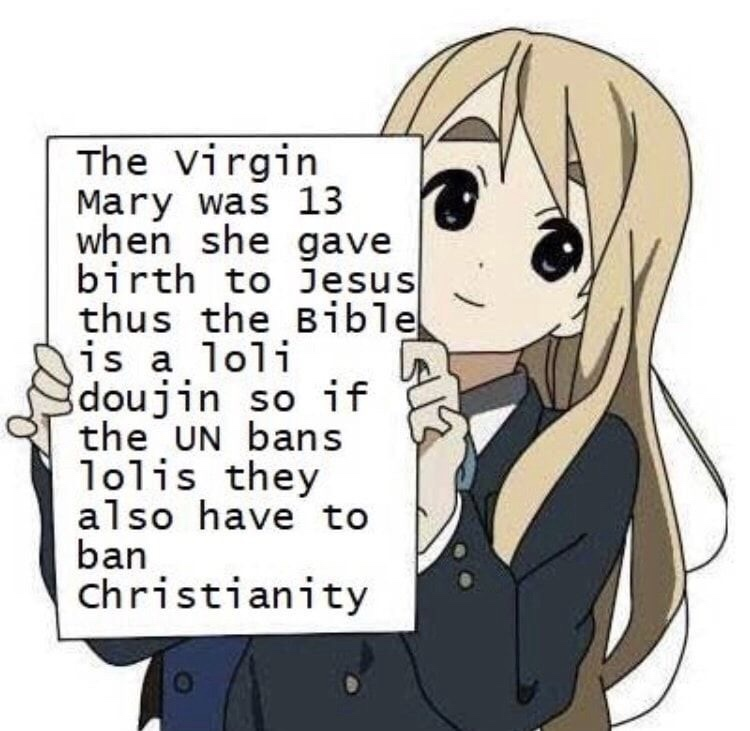 The Virgin
Mary was 13
when she gave
birth to Jesus
thus the Bible
is a loli
doujin so if
the UN bans
lolis they
also have to
ban
Christianity